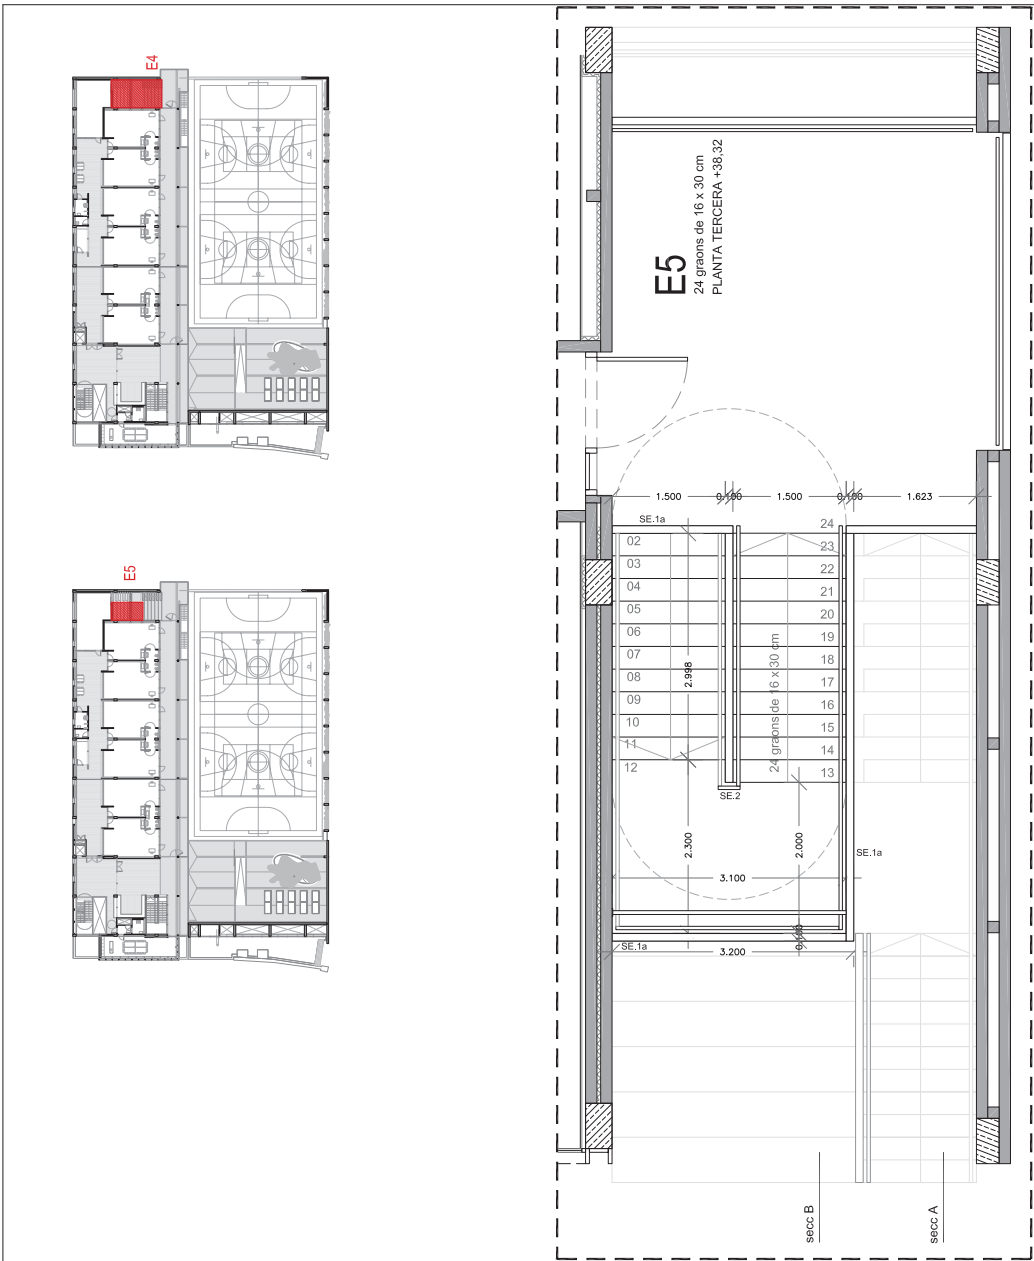 E4
E5
E5
24 graons de 16 x 30 cm
PLANTA TERCERA +38,32
1.500
0.100
1.500
0.100
1.623
SE.1a
02
03
04
05
06
07
08
09
10
11
12
24
23
22
21
20
19
18
17
16
15
14
13
2.998
24 graons de 16 x 30 cm
SE.2
2.300
2.000
SE.1a
3.100
0.100
SE.1a
3.200
secc B
secc A